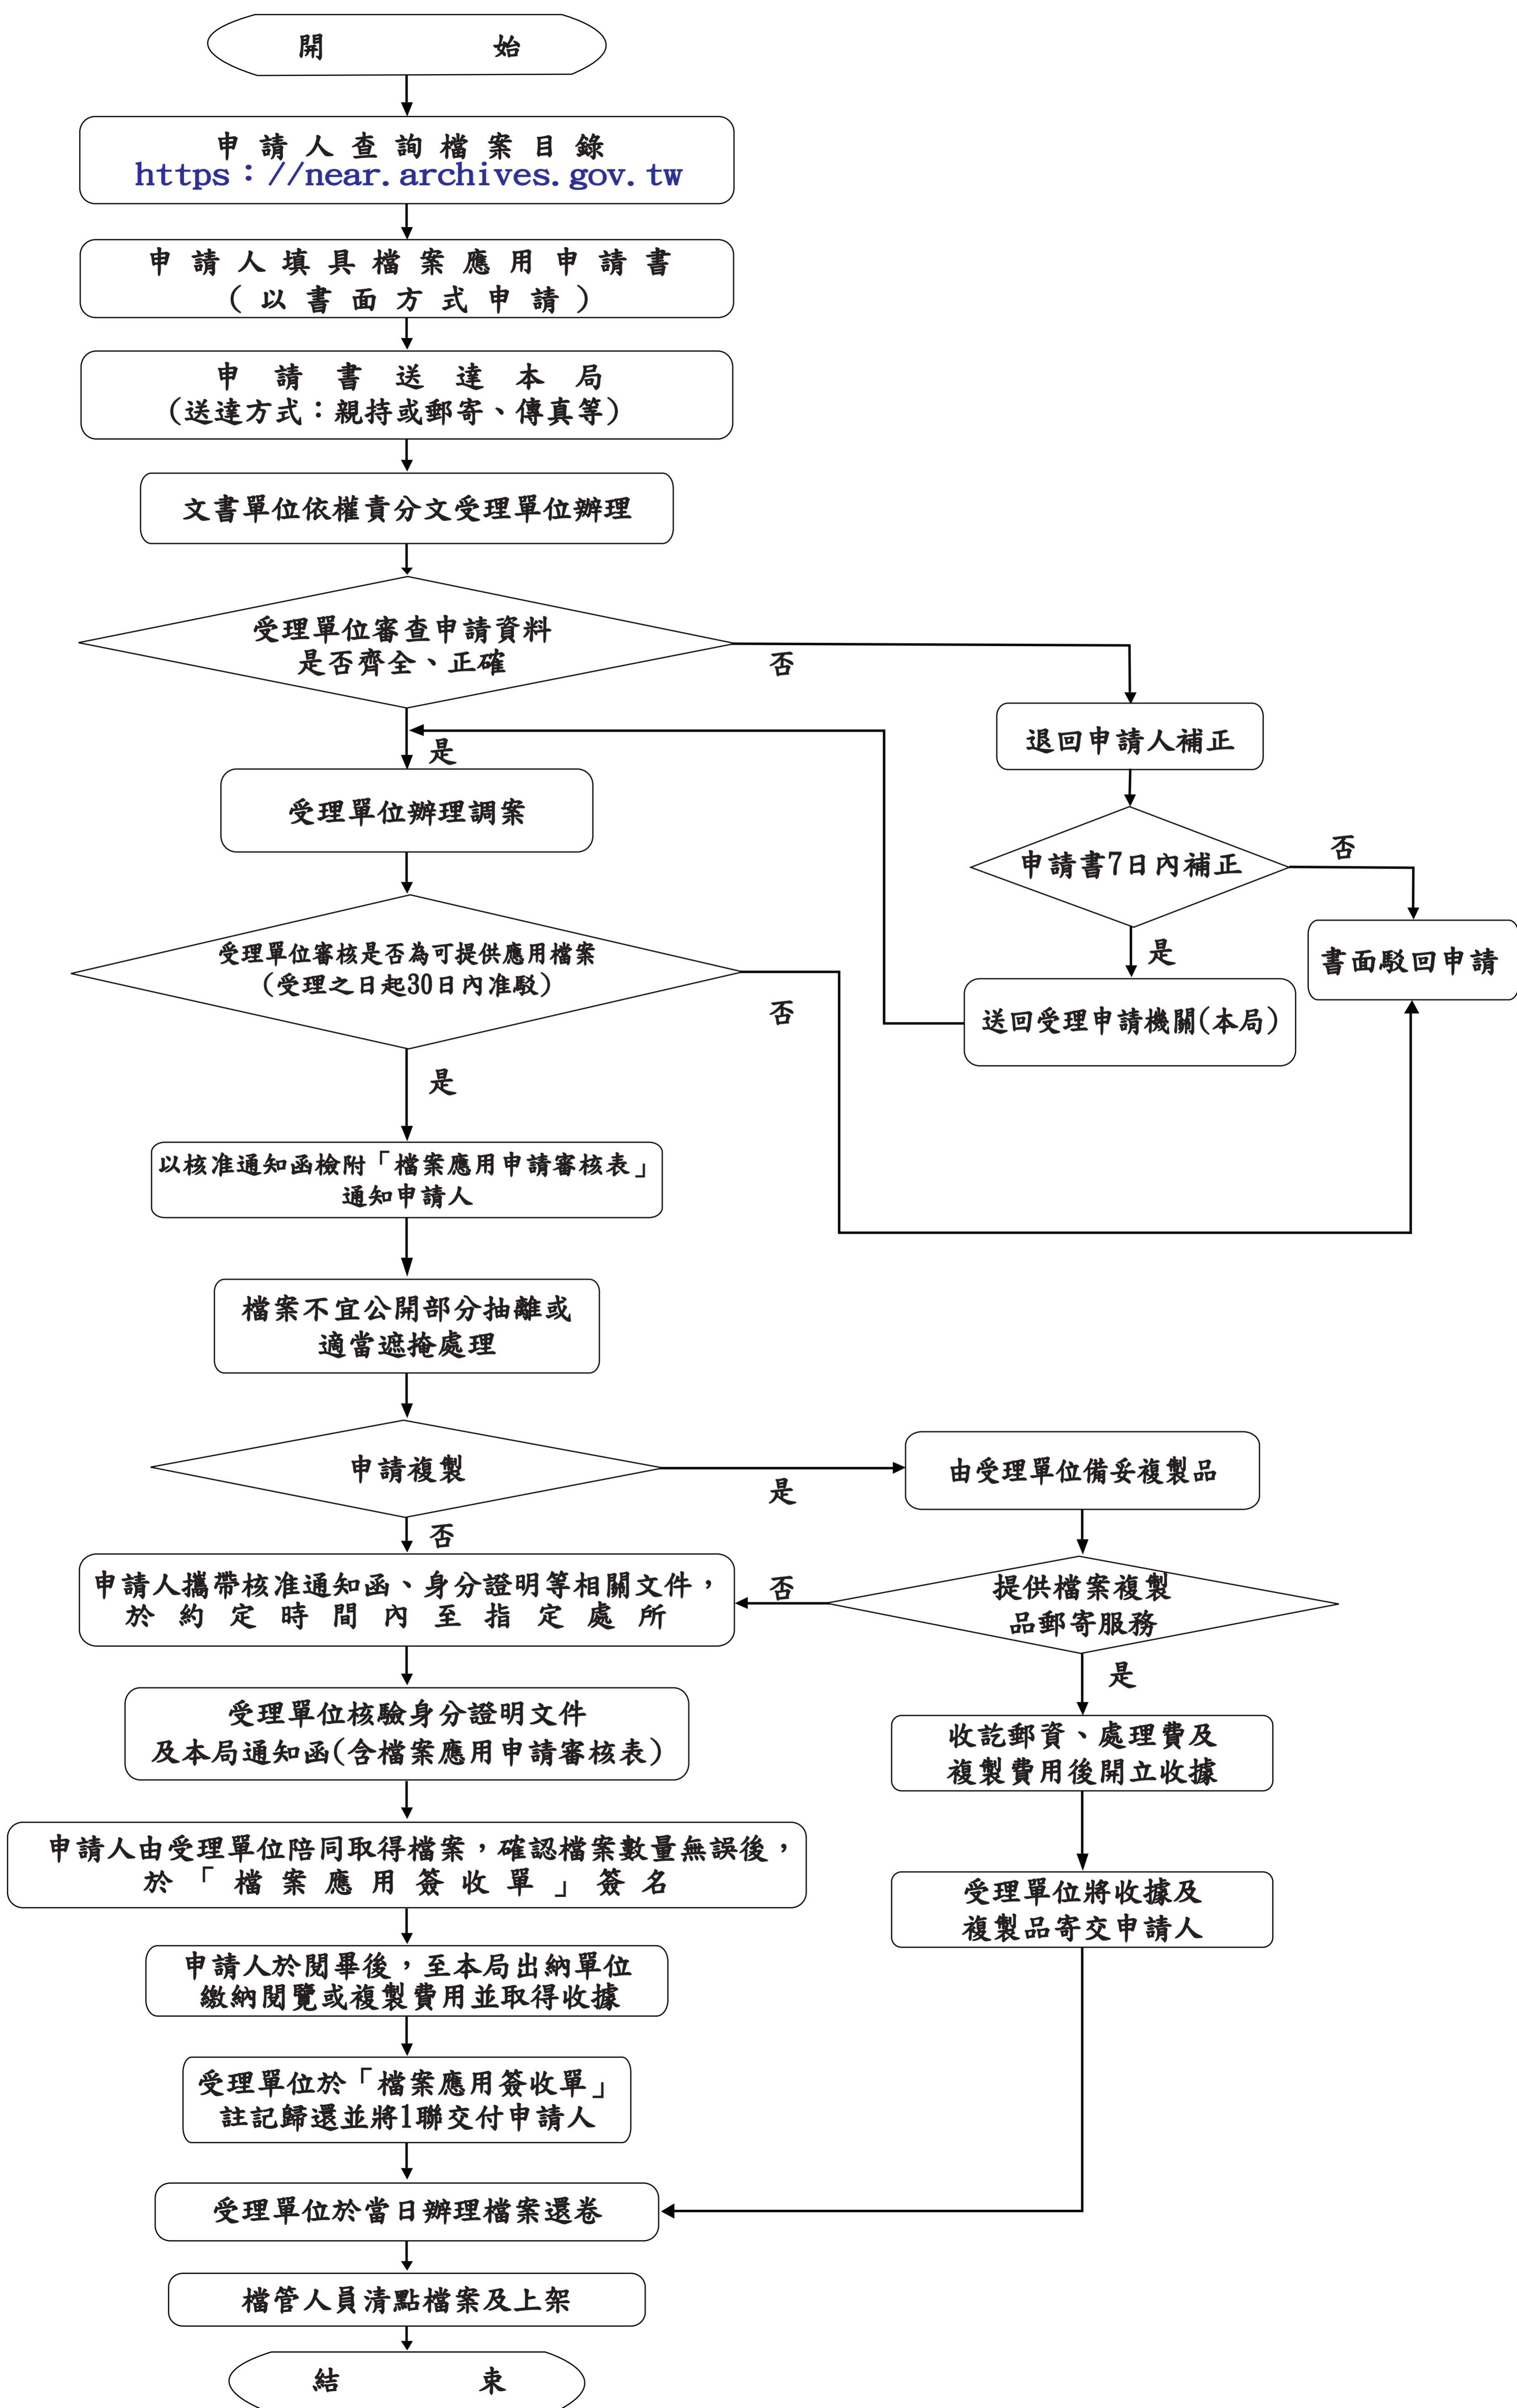 開始
申請人查詢檔案目錄
https：//near.archives.gov.tw
申請人填具檔案應用申請書
(以書面方式申請)
申請書送達本局
(送達方式：親持或郵寄、傳真等)
文書單位依權責分文受理單位辦理
受理單位審查申請資料
是否齊全、正確
否
是
退回申請人補正
受理單位辦理調案
申請書7日內補正
否
是
書面駁回申請
受理單位審核是否為可提供應用檔案
(受理之日起30日內准駁)
否
是
送回受理申請機關(本局)
以核准通知函檢附「檔案應用申請審核表」
通知申請人
檔案不宜公開部分抽離或
適當遮掩處理
申請複製
是
否
由受理單位備妥複製品
申請人攜帶核准通知函、身分證明等相關文件，
於約定時間內至指定處所
否
提供檔案複製
品郵寄服務
是
受理單位核驗身分證明文件
及本局通知函(含檔案應用申請審核表)
收訖郵資、處理費及
複製費用後開立收據
申請人由受理單位陪同取得檔案，確認檔案數量無誤後，
於「檔案應用簽收單」簽名
受理單位將收據及
複製品寄交申請人
申請人於閱畢後，至本局出納單位
繳納閱覽或複製費用並取得收據
受理單位於「檔案應用簽收單」
註記歸還並將1聯交付申請人
受理單位於當日辦理檔案還卷
檔管人員清點檔案及上架
結束